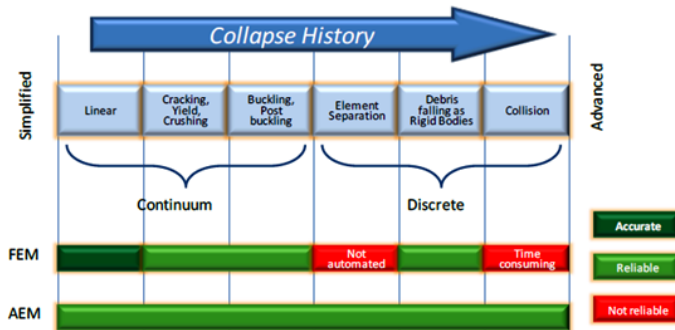 Collapse History
Simplified
Linear
Cracking,
Yield,
Crushing
Buckling,
Post
buckling
Element
Separation
Debris
falling as
Rigid Bodies
Collision
Advanced
Continuum
Discrete
Accurate
FEM
Not
automated
Time
consuming
Reliable
AEM
Not reliable